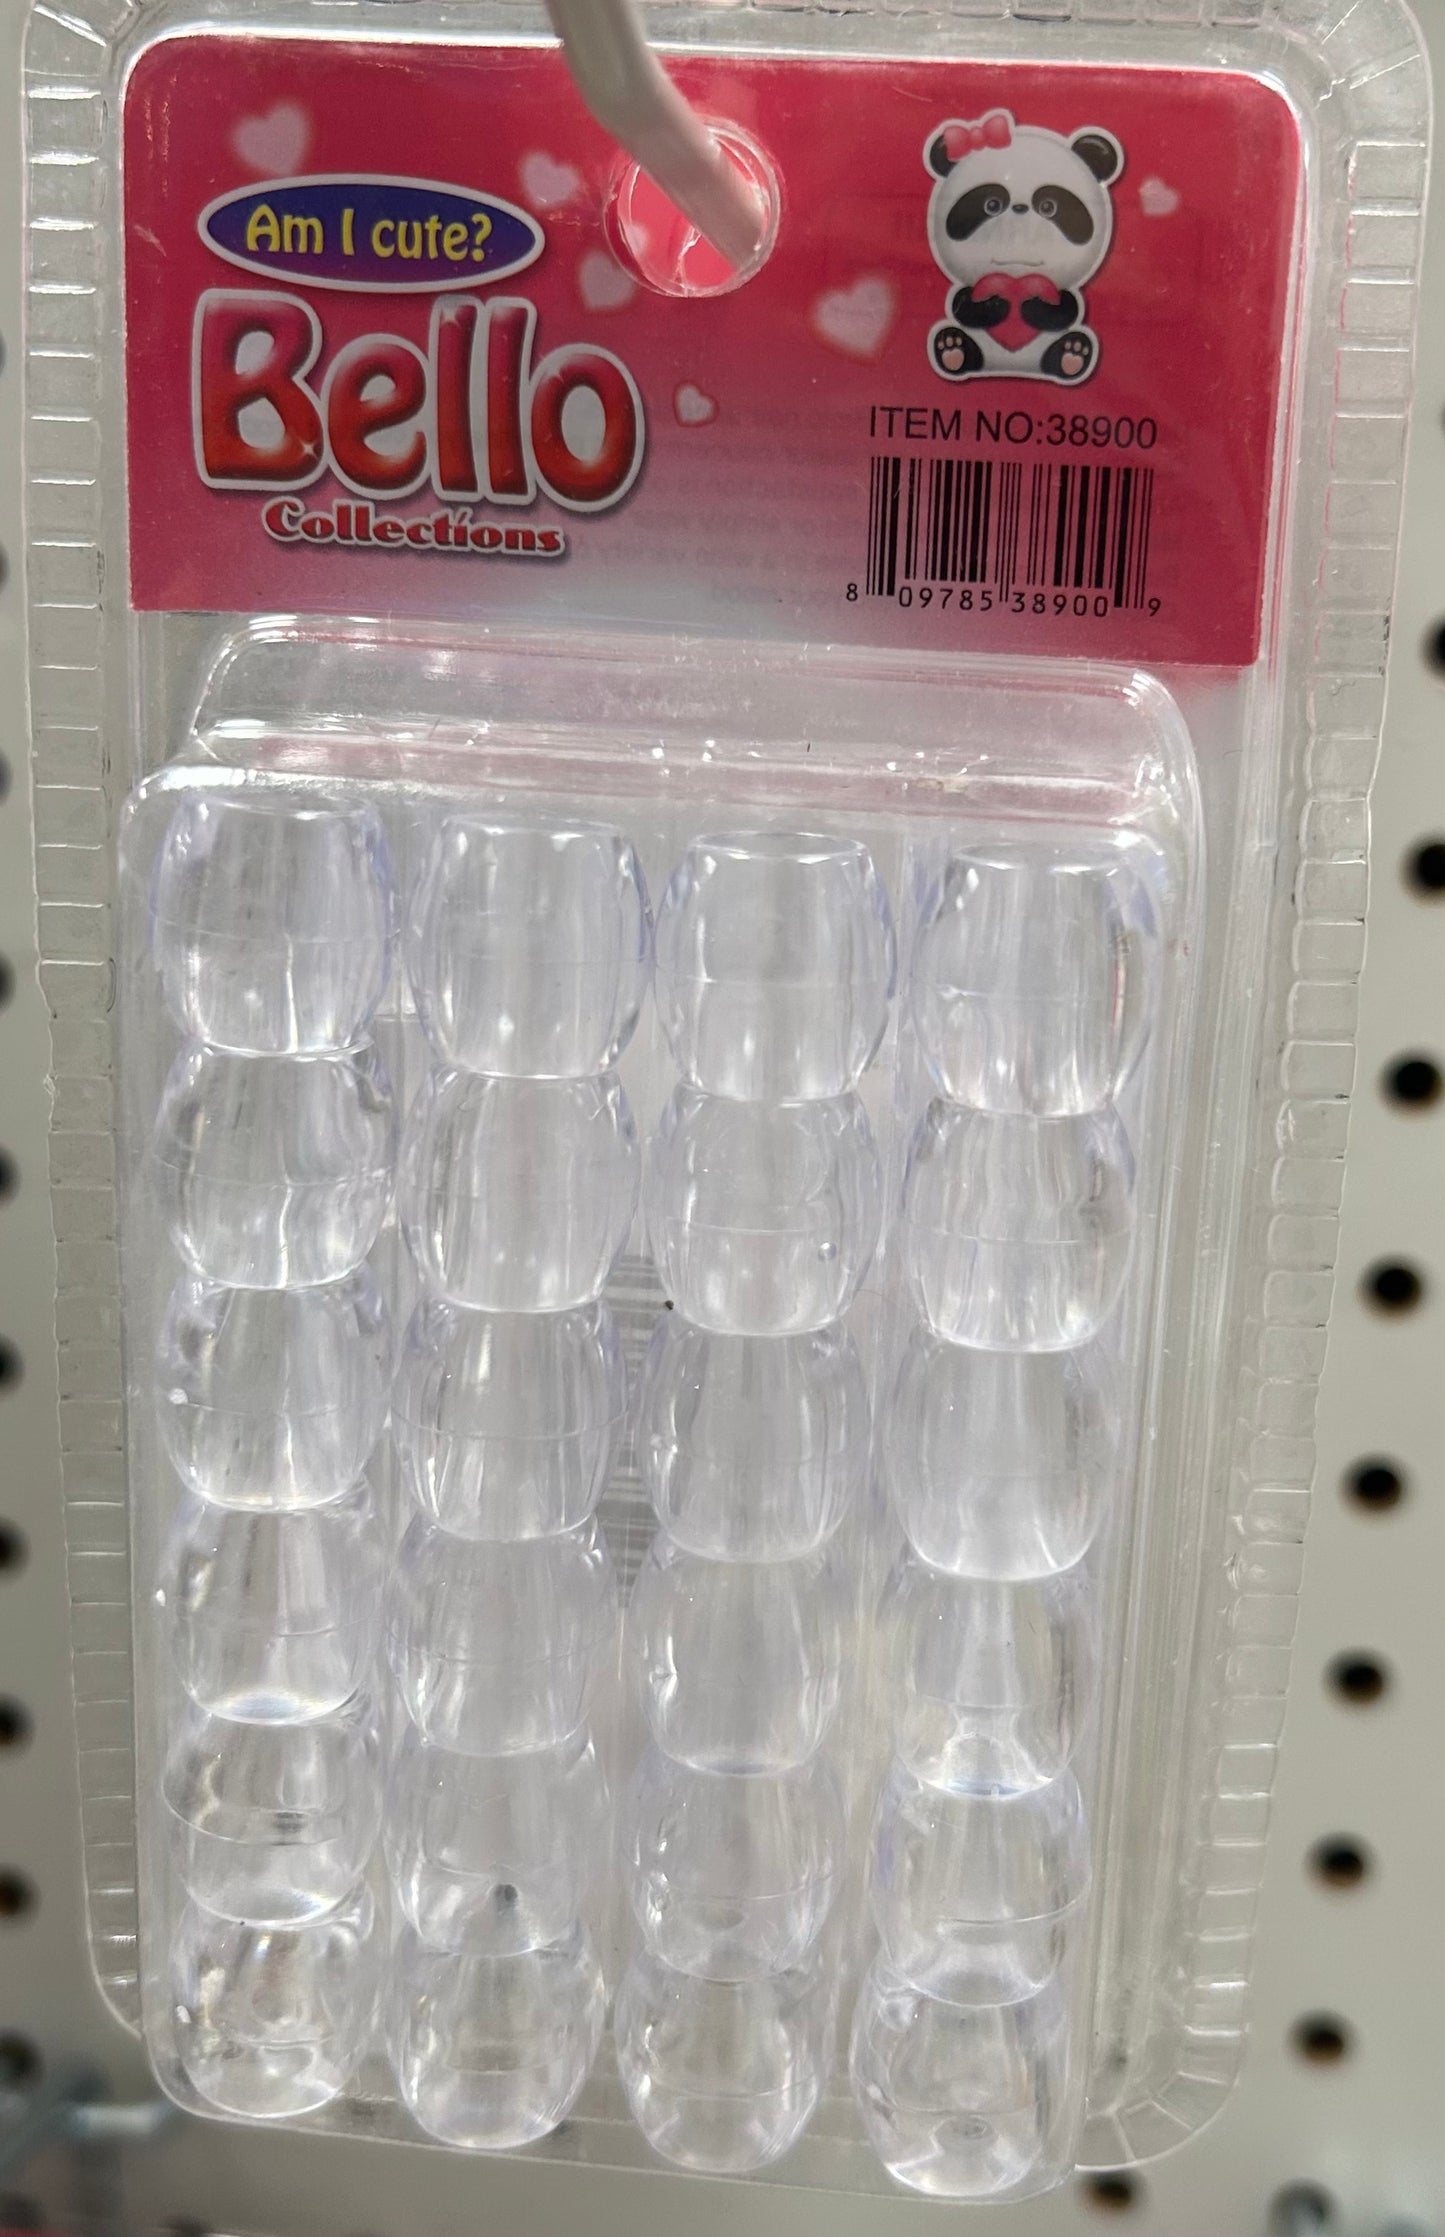 Am I cute?
Bello
Collections
ITEM NO:38900
8 09785 38900 9